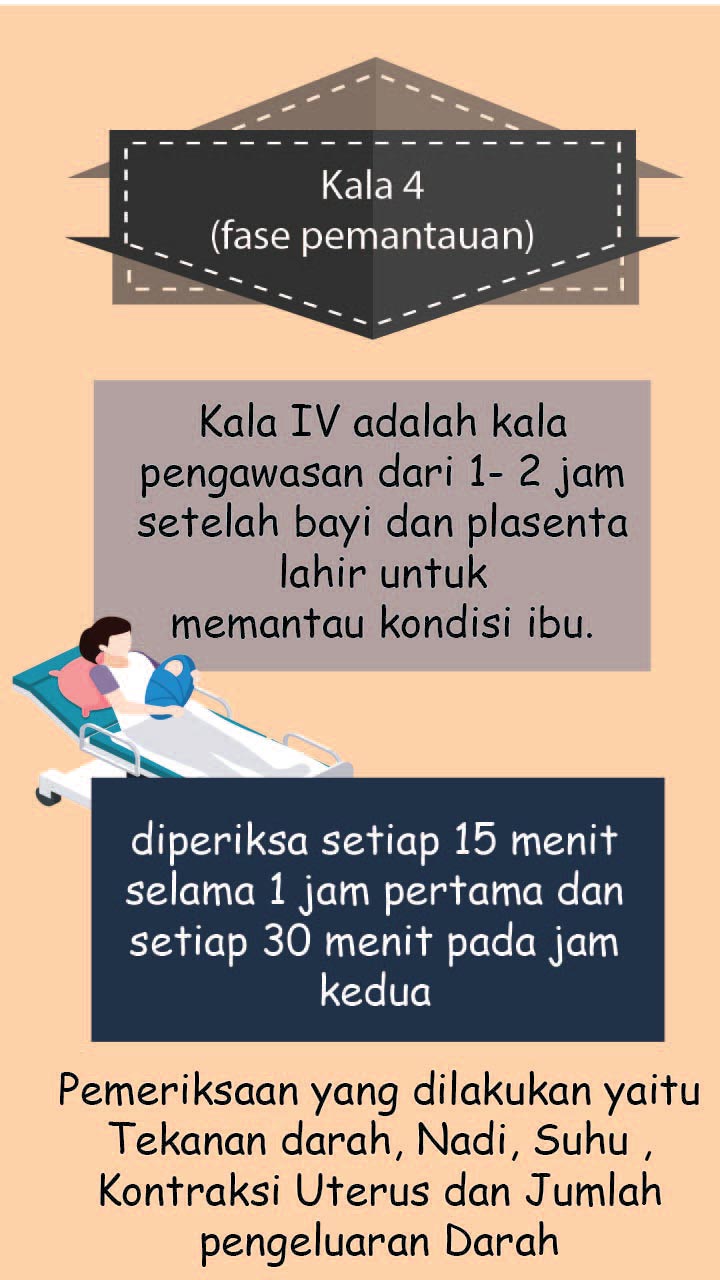 Kala 4
(fase pemantauan)
Kala IV adalah kala
pengawasan dari 1- 2 jam
setelah bayi dan plasenta
lahir untuk
memantau kondisi ibu.
diperiksa setiap 15 menit
selama 1 jam pertama dan
setiap 30 menit pada jam
kedua
Pemeriksaan yang dilakukan yaitu
Tekanan darah, Nadi, Suhu ,
Kontraksi Uterus dan Jumlah
pengeluaran Darah